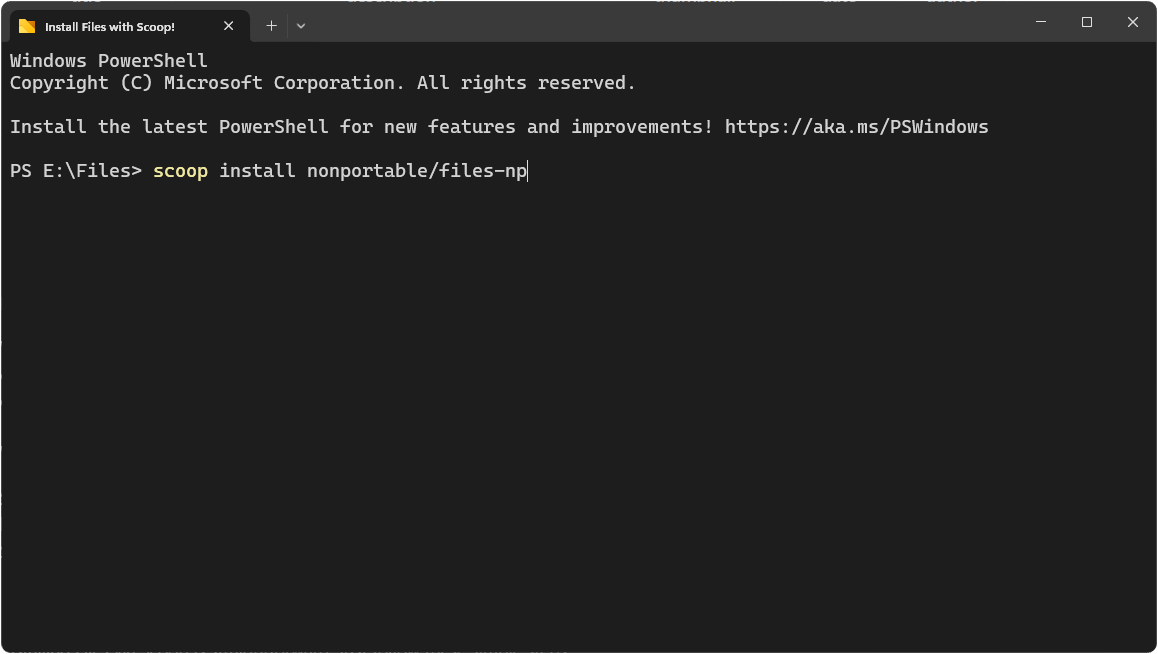 Install Files with Scoop!
Windows PowerShell
Copyright (C) Microsoft Corporation. All rights reserved.
Install the latest PowerShell for new features and improvements! https://aka.ms/PSWindows
PS E:\Files> scoop install nonportable/files-np